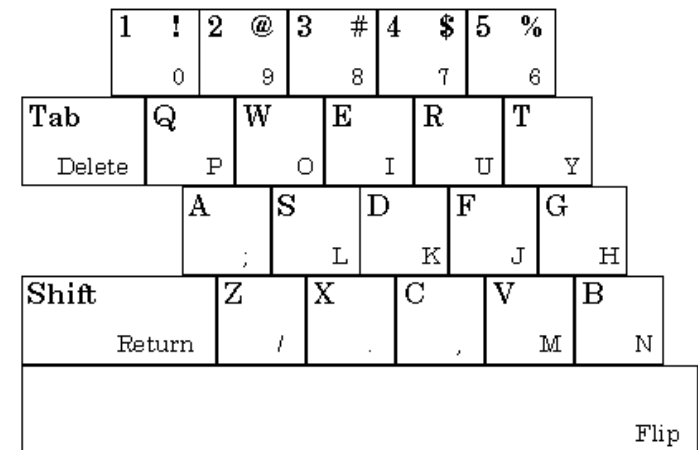 1 ! 2 @ 3 # 4 $ 5 %
0 9 8 7 6
Tab Q W E R T
Delete P O I U Y
A S D F G
; L K J H
Shift Z X C V B
Return / . , M N
Flip